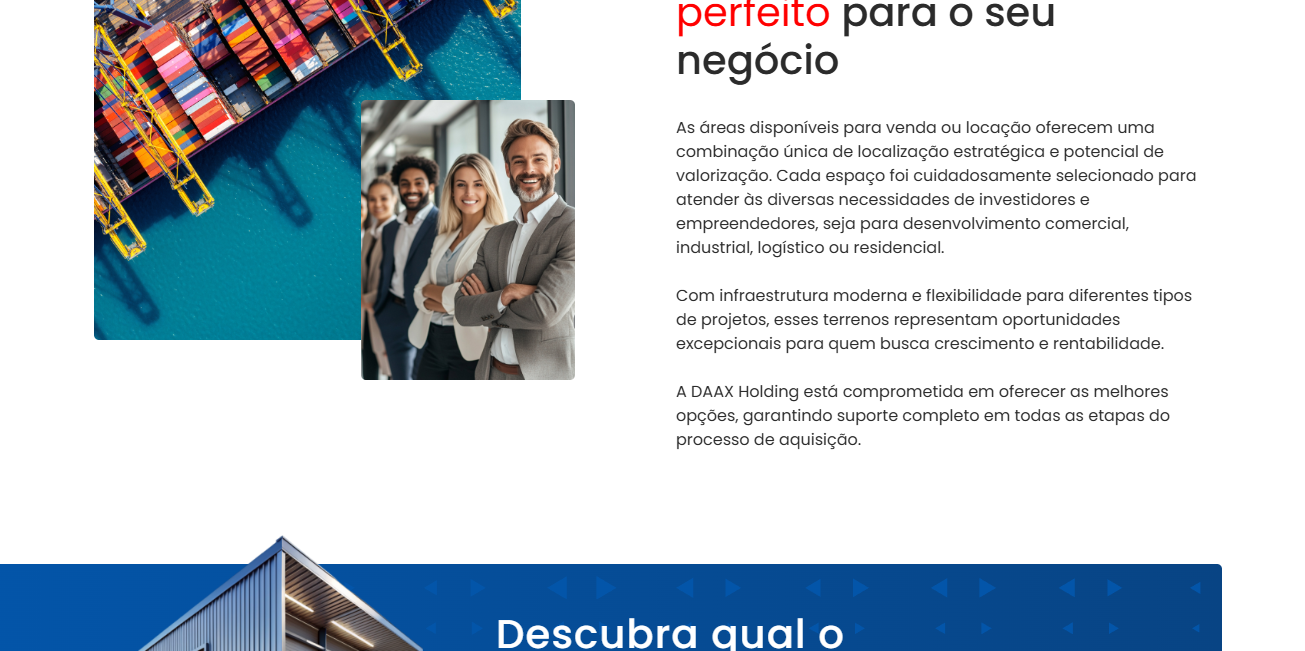 perfeito para o seu
negócio
As áreas disponíveis para venda ou locação oferecem uma
combinação única de localização estratégica e potencial de
valorização. Cada espaço foi cuidadosamente selecionado para
atender às diversas necessidades de investidores e
empreendedores, seja para desenvolvimento comercial,
industrial, logístico ou residencial.
Com infraestrutura moderna e flexibilidade para diferentes tipos
de projetos, esses terrenos representam oportunidades
excepcionais para quem busca crescimento e rentabilidade.
A DAAX Holding está comprometida em oferecer as melhores
opções, garantindo suporte completo em todas as etapas do
processo de aquisição.
Descubra qual o